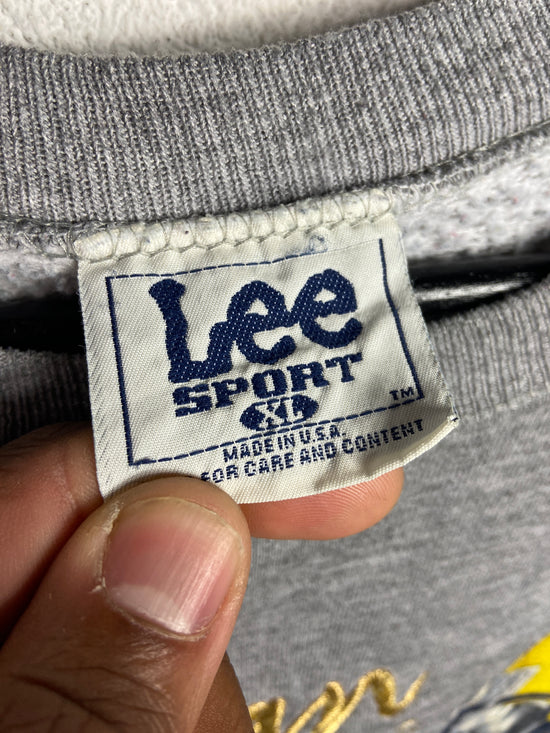 Lee
SPORT
XL
TM
MADE IN U.S.A.
FOR CARE AND CONTENT